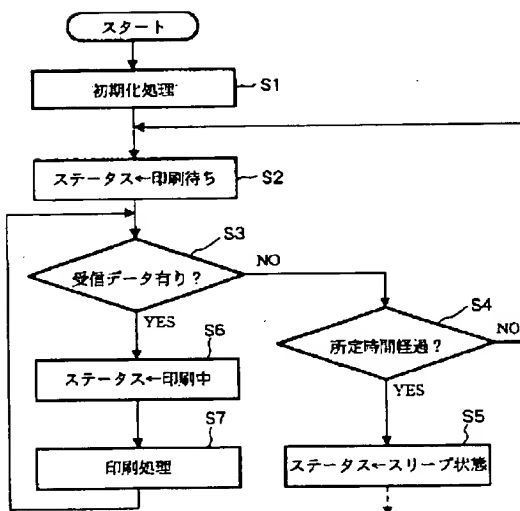 スタート
初期化処理
S1
ステータス←印刷待ち
S2
S3
受信データ有り？
NO
YES
S4
所定時間経過？
NO
YES
S6
ステータス←印刷中
S7
印刷処理
S5
ステータス←スリープ状態